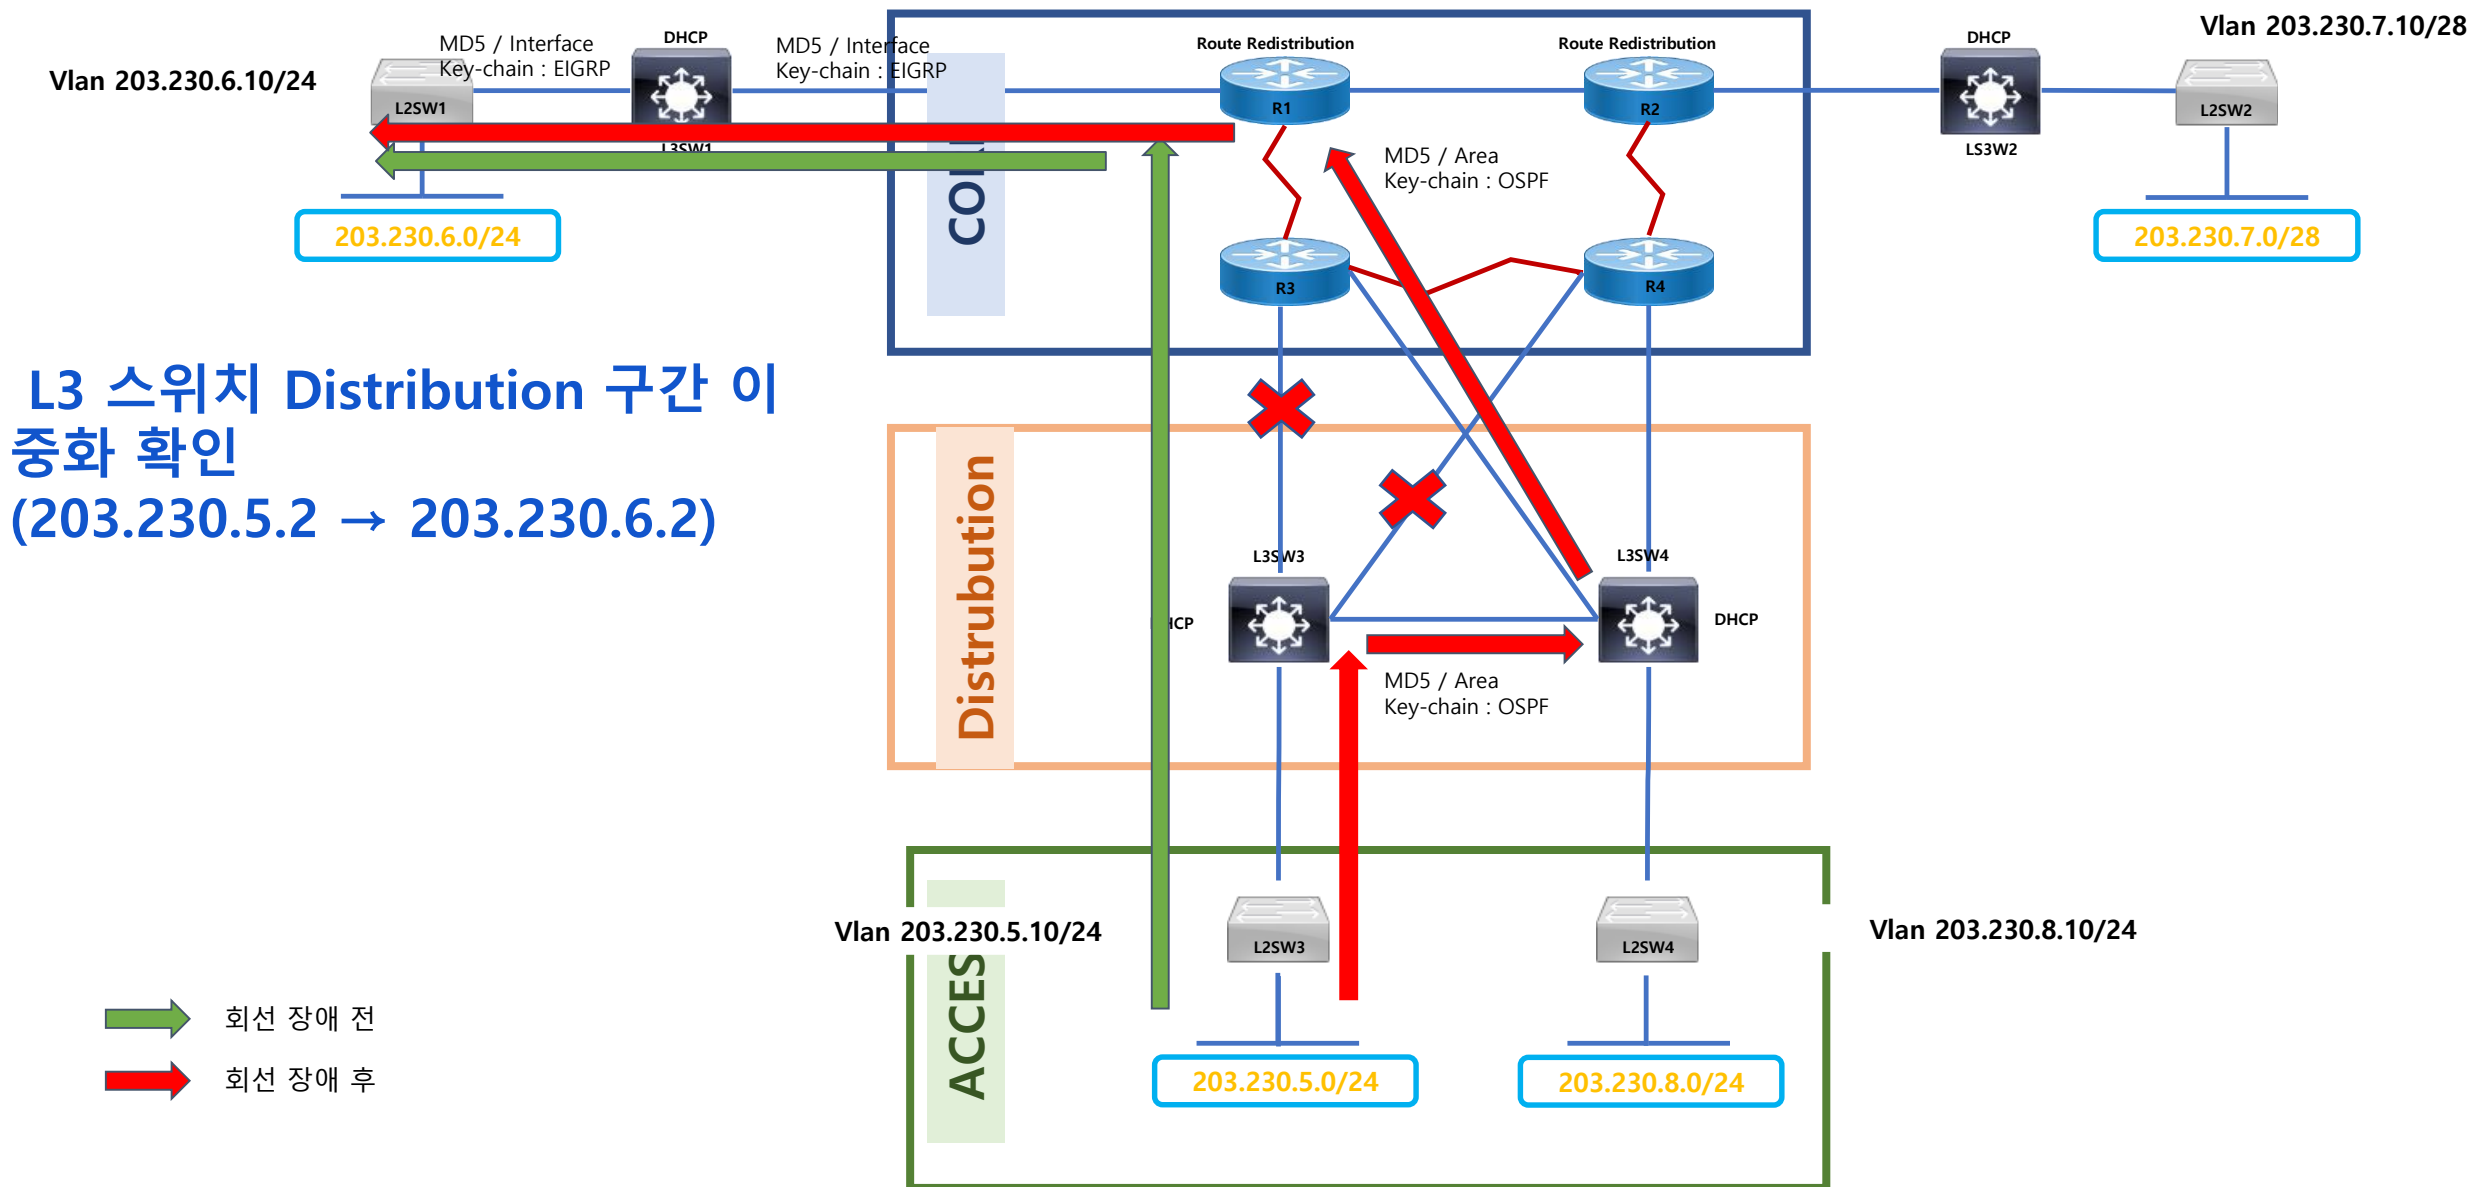 Vlan 203.230.6.10/24
MD5 / Interface
Key-chain : EIGRP
DHCP
MD5 / Interface
Key-chain : EIGRP
Route Redistribution
Route Redistribution
DHCP
Vlan 203.230.7.10/28
L2SW1
L3SW1
R1
R2
LS3W2
L2SW2
MD5 / Area
Key-chain : OSPF
203.230.6.0/24
203.230.7.0/28
R3
R4
L3 스위치 Distribution 구간 이
중화 확인
(203.230.5.2 → 203.230.6.2)
Distrubution
L3SW3
L3SW4
HCP
DHCP
MD5 / Area
Key-chain : OSPF
Vlan 203.230.5.10/24
L2SW3
L2SW4
Vlan 203.230.8.10/24
ACCES
회선 장애 전
회선 장애 후
203.230.5.0/24
203.230.8.0/24